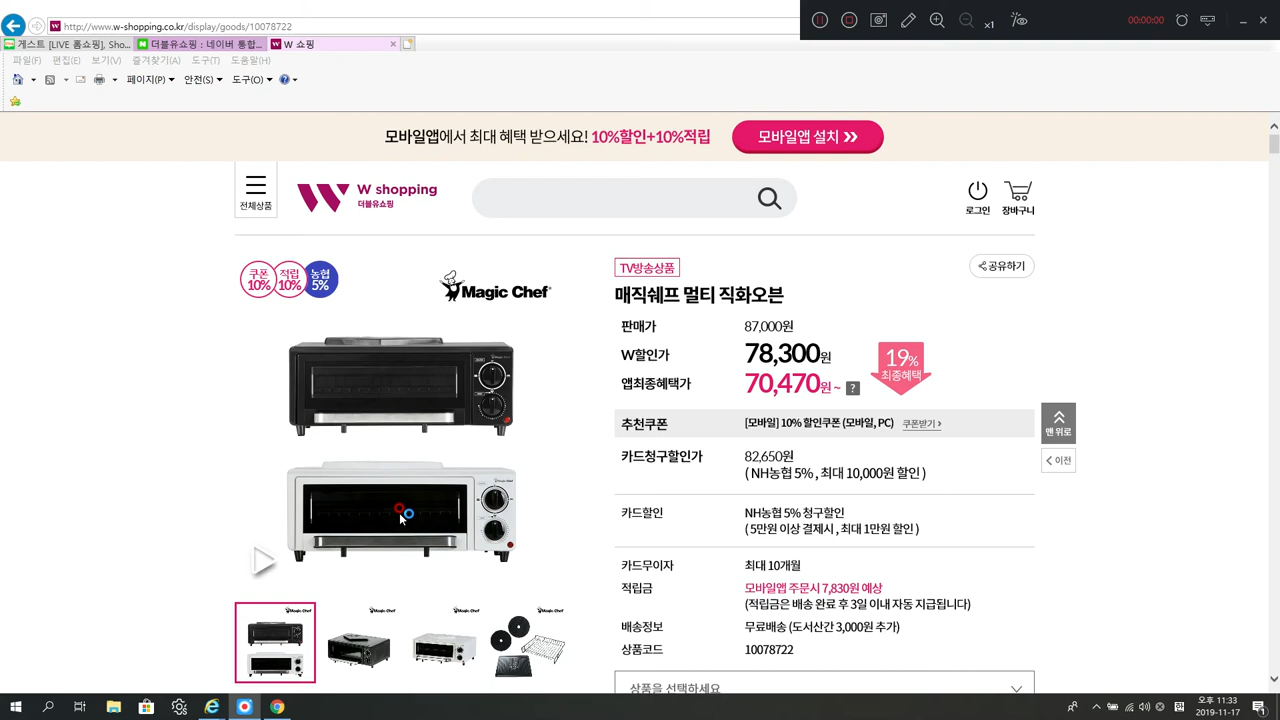 http://www.w-shopping.co.kr/display/goods/10078722
x1
00:00:00
게스트 [LIVE 홈쇼핑], Sho...
더블유쇼핑 : 네이버 통합...
W 쇼핑
파일(F) 편집(E) 보기(V) 즐겨찾기(A) 도구(T) 도움말(H)
페이지(P) 안전(S) 도구(O)
모바일앱에서 최대 혜택 받으세요! 10%할인+10%적립
모바일앱 설치
전체상품
W shopping
더블유쇼핑
로그인
장바구니
쿠폰 10%
적립 10%
농협 5%
Magic Chef
TV방송상품
공유하기
매직쉐프 멀티 직화오븐
판매가 87,000원
W할인가 78,300원
19%
최종혜택
앱최종혜택가 70,470원 ~ ?
추천쿠폰 [모바일] 10% 할인쿠폰 (모바일, PC) 쿠폰받기
맨 위로
카드청구할인가 82,650원
( NH농협 5% , 최대 10,000원 할인 )
이전
카드할인 NH농협 5% 청구할인
( 5만원 이상 결제시 , 최대 1만원 할인 )
카드무이자 최대 10개월
적립금 모바일앱 주문시 7,830원 예상
(적립금은 배송 완료 후 3일 이내 자동 지급됩니다)
배송정보 무료배송 (도서산간 3,000원 추가)
상품코드 10078722
상품을 선택하세요
Magic Chef
Magic Chef
Magic Chef
Magic Chef
오후 11:33
2019-11-17